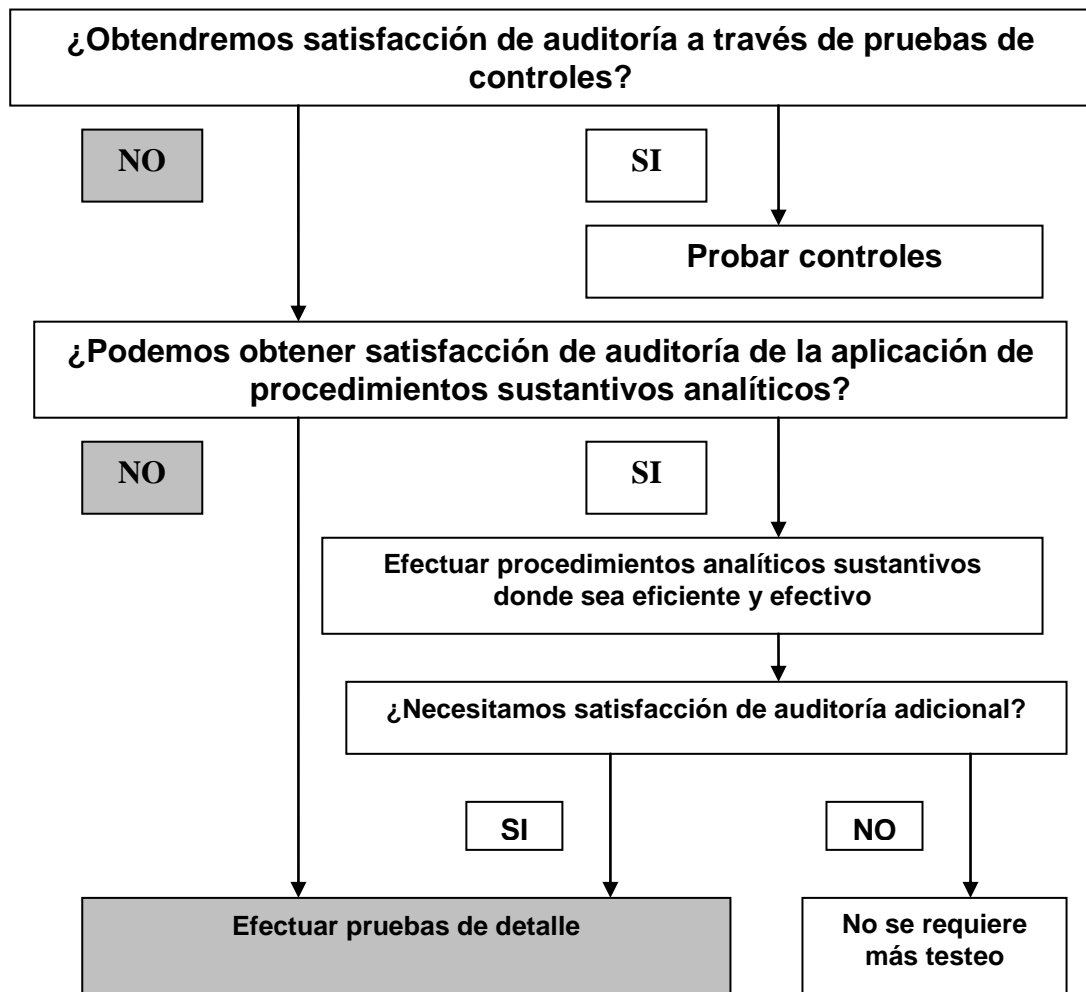 ¿Obtendremos satisfacción de auditoría a través de pruebas de
controles?
NO
SI
Probar controles
¿Podemos obtener satisfacción de auditoría de la aplicación de
procedimientos sustantivos analíticos?
NO
SI
Efectuar procedimientos analíticos sustantivos
donde sea eficiente y efectivo
¿Necesitamos satisfacción de auditoría adicional?
SI
NO
Efectuar pruebas de detalle
No se requiere
más testeo